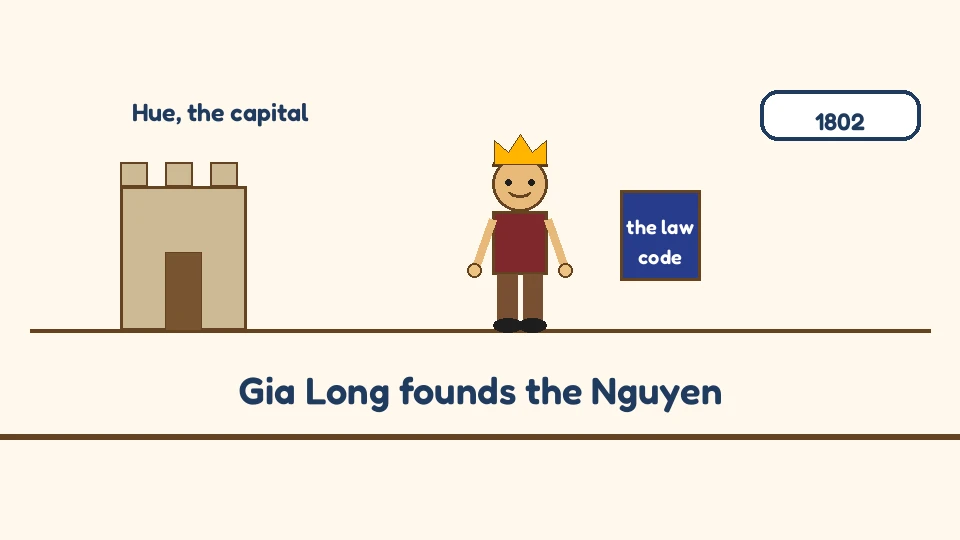 Hue, the capital
1802
the law
code
Gia Long founds the Nguyen